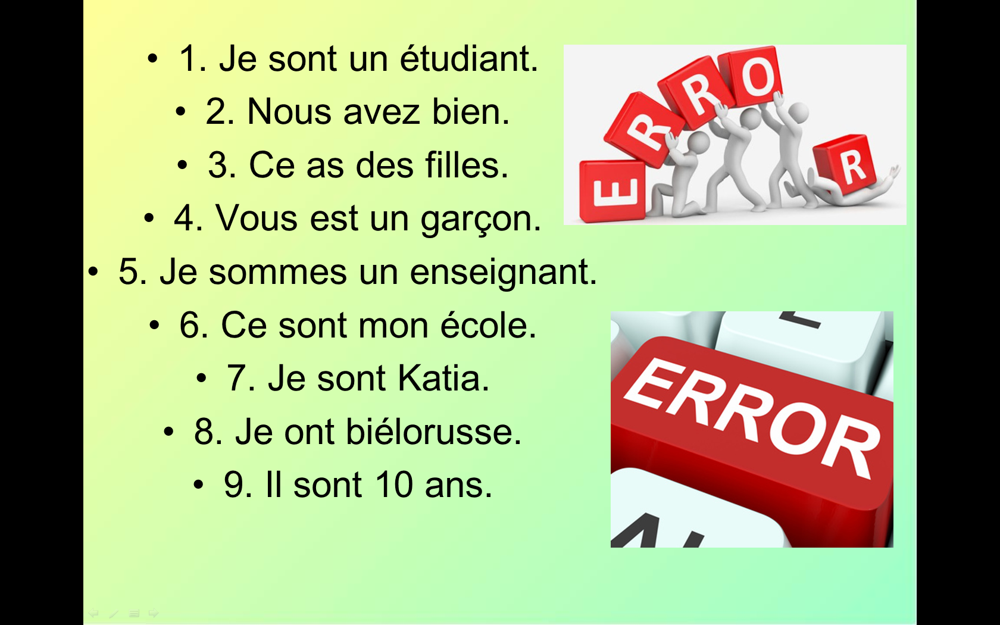 • 1. Je sont un étudiant.
• 2. Nous avez bien.
• 3. Ce as des filles.
• 4. Vous est un garçon.
• 5. Je sommes un enseignant.
• 6. Ce sont mon école.
• 7. Je sont Katia.
• 8. Je ont biélorusse.
• 9. Il sont 10 ans.
ERROR
ERROR